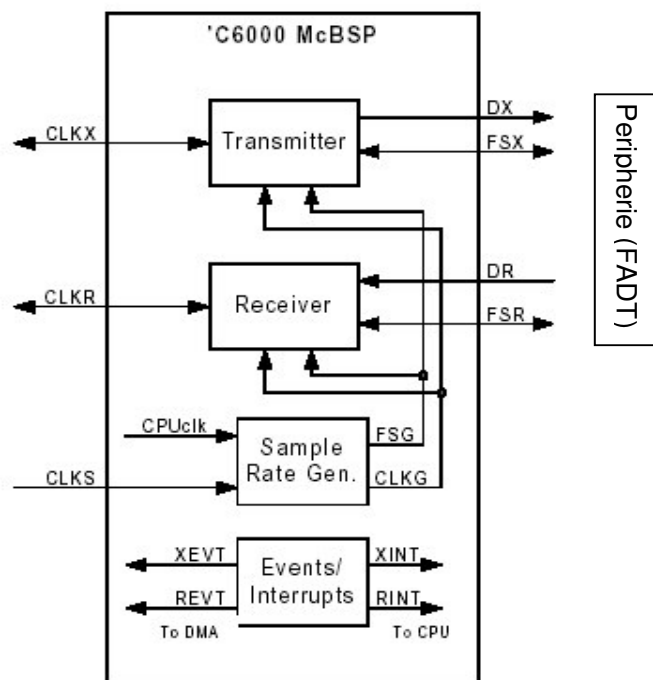 'C6000 McBSP
CLKX
Transmitter
DX
FSX
CLKR
Receiver
DR
FSR
CPUclk
CLKS
Sample
Rate Gen.
FSG
CLKG
XEVT
REVT
To DMA
Events/
Interrupts
XINT
RINT
To CPU
Peripherie (FADT)